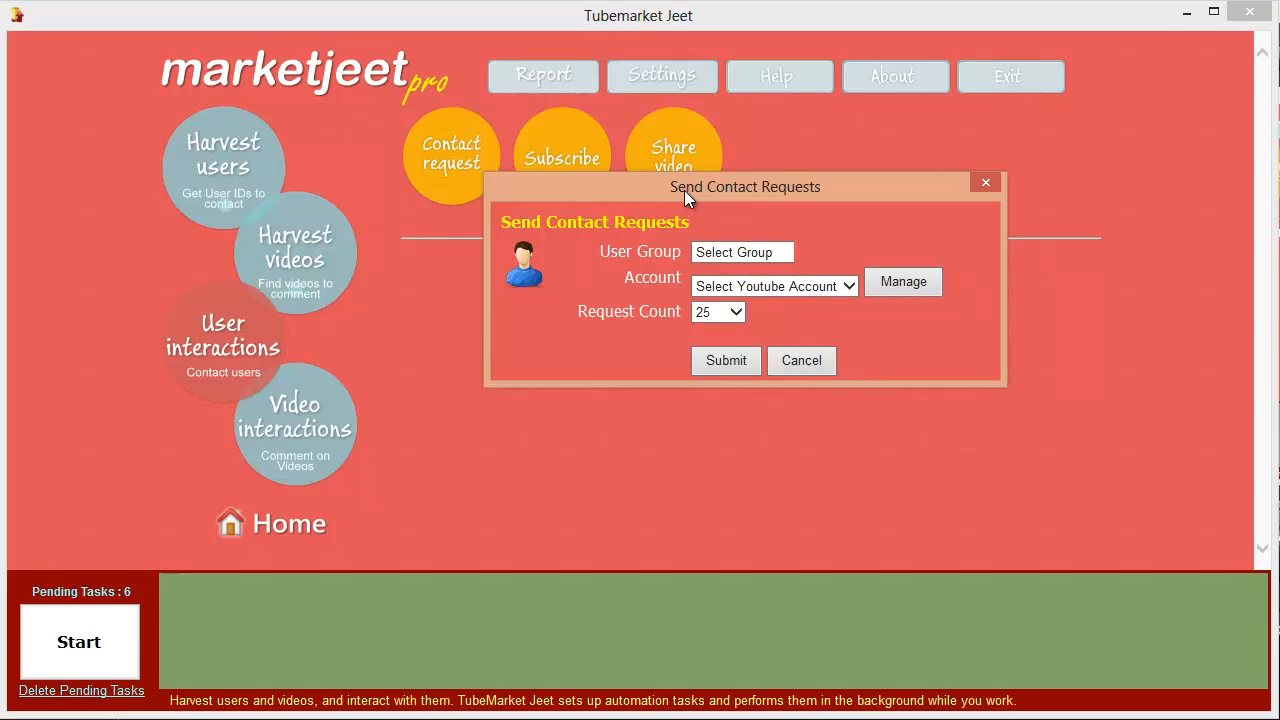 Tubemarket Jeet
marketjeet pro
Report
Settings
Help
About
Exit
Harvest
users
Get User IDs to
contact
Harvest
videos
Find videos to
comment
User
interactions
Contact users
Video
interactions
Comment on
Videos
Home
Contact
request
Subscribe
Share
video
Send Contact Requests
Send Contact Requests
User Group
Select Group
Account
Select Youtube Account
Manage
Request Count
25
Submit
Cancel
Pending Tasks : 6
Start
Delete Pending Tasks
Harvest users and videos, and interact with them. TubeMarket Jeet sets up automation tasks and performs them in the background while you work.